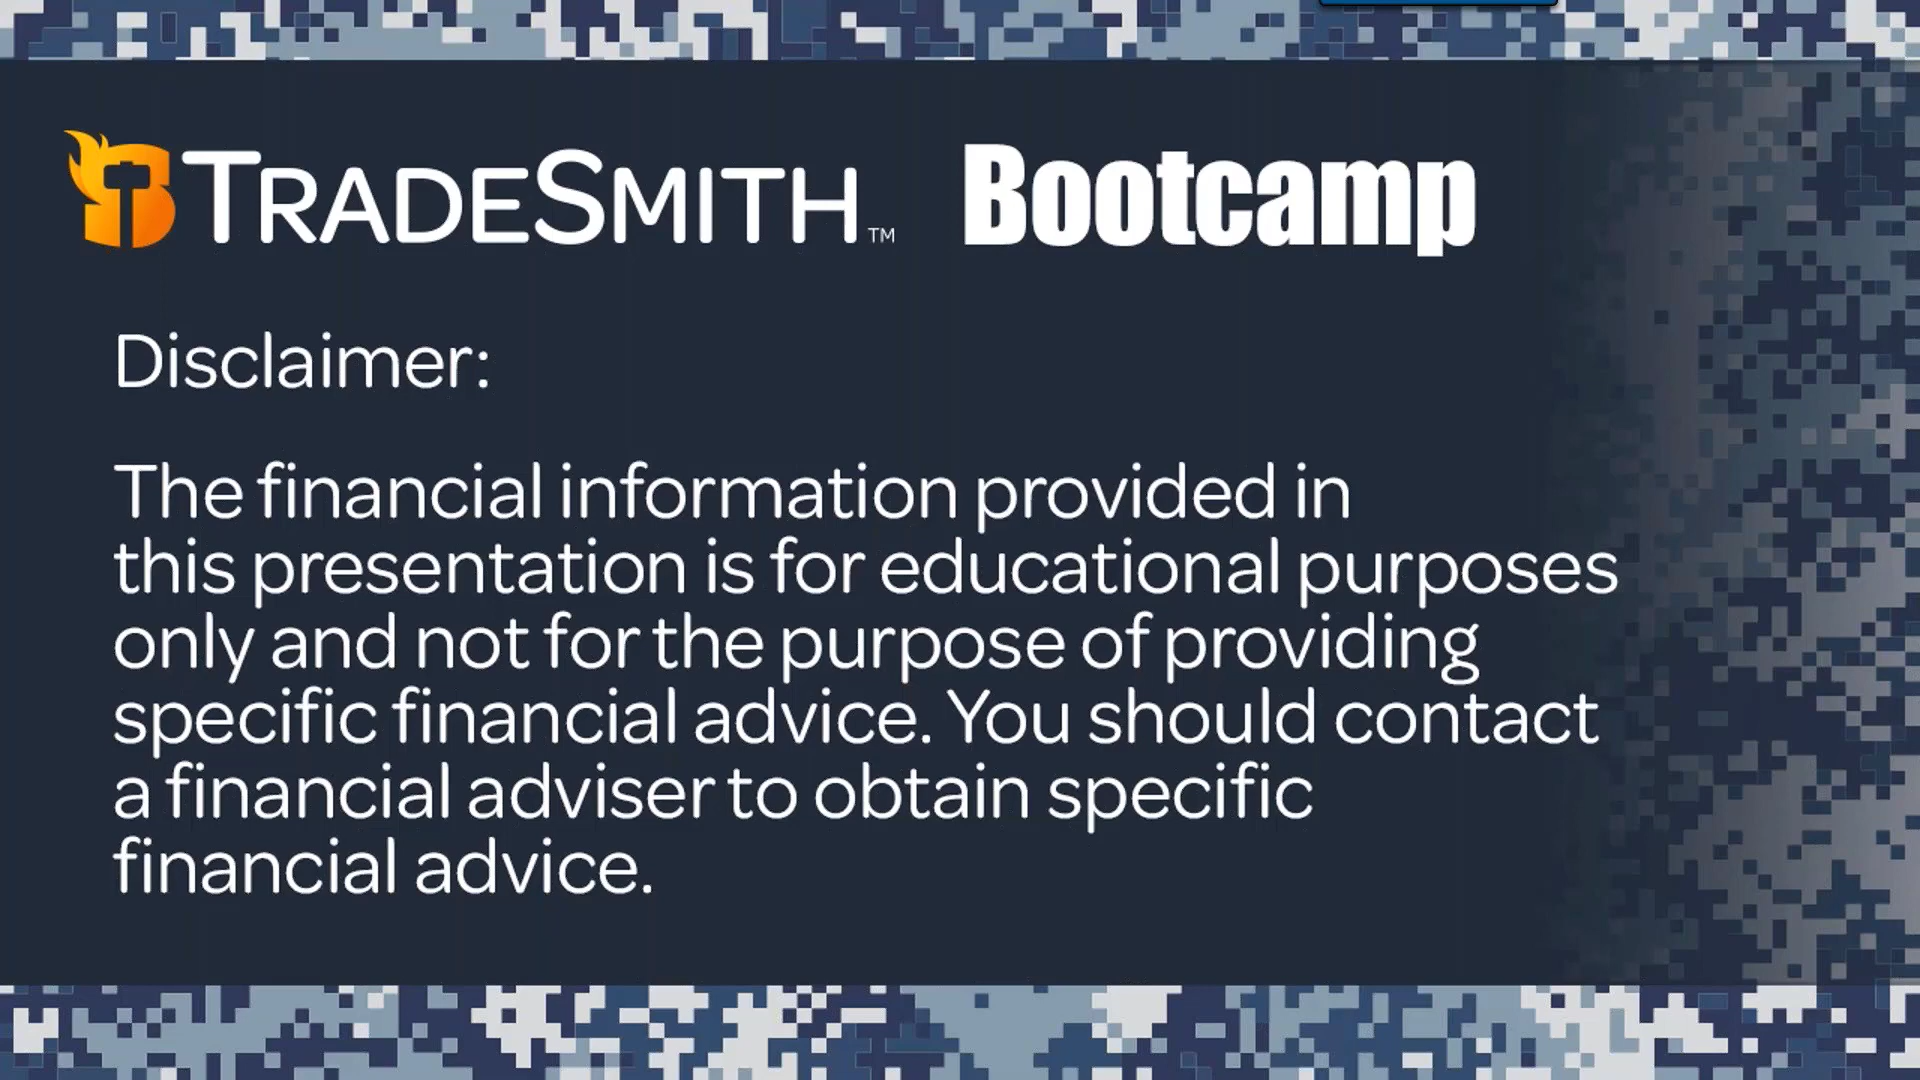 TRADESMITH™ Bootcamp
Disclaimer:
The financial information provided in
this presentation is for educational purposes
only and not for the purpose of providing
specific financial advice. You should contact
a financial adviser to obtain specific
financial advice.